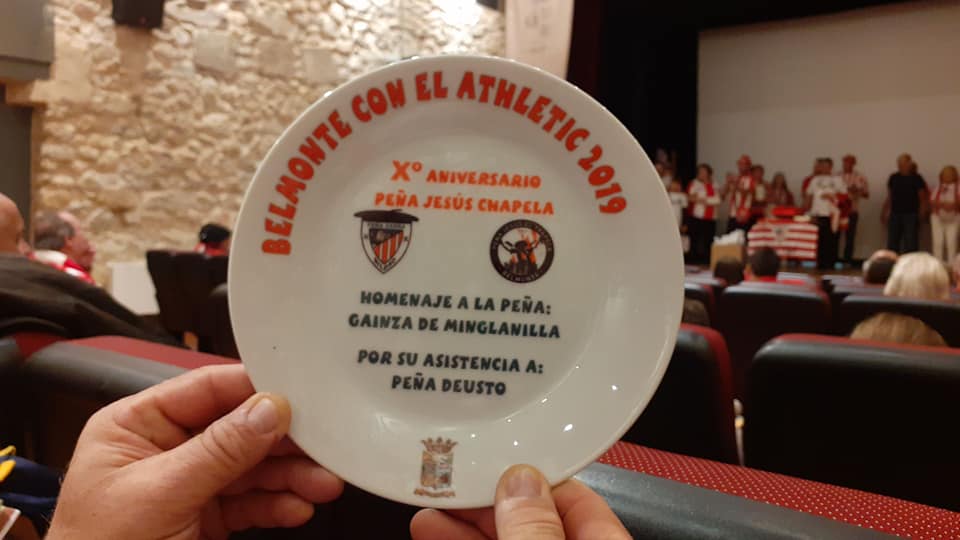 BELMONTE CON EL ATHLETIC 2019
Xº ANIVERSARIO
PEÑA JESÚS CHAPELA
HOMENAJE A LA PEÑA:
GAINZA DE MINGLANILLA
POR SU ASISTENCIA A:
PEÑA DEUSTO